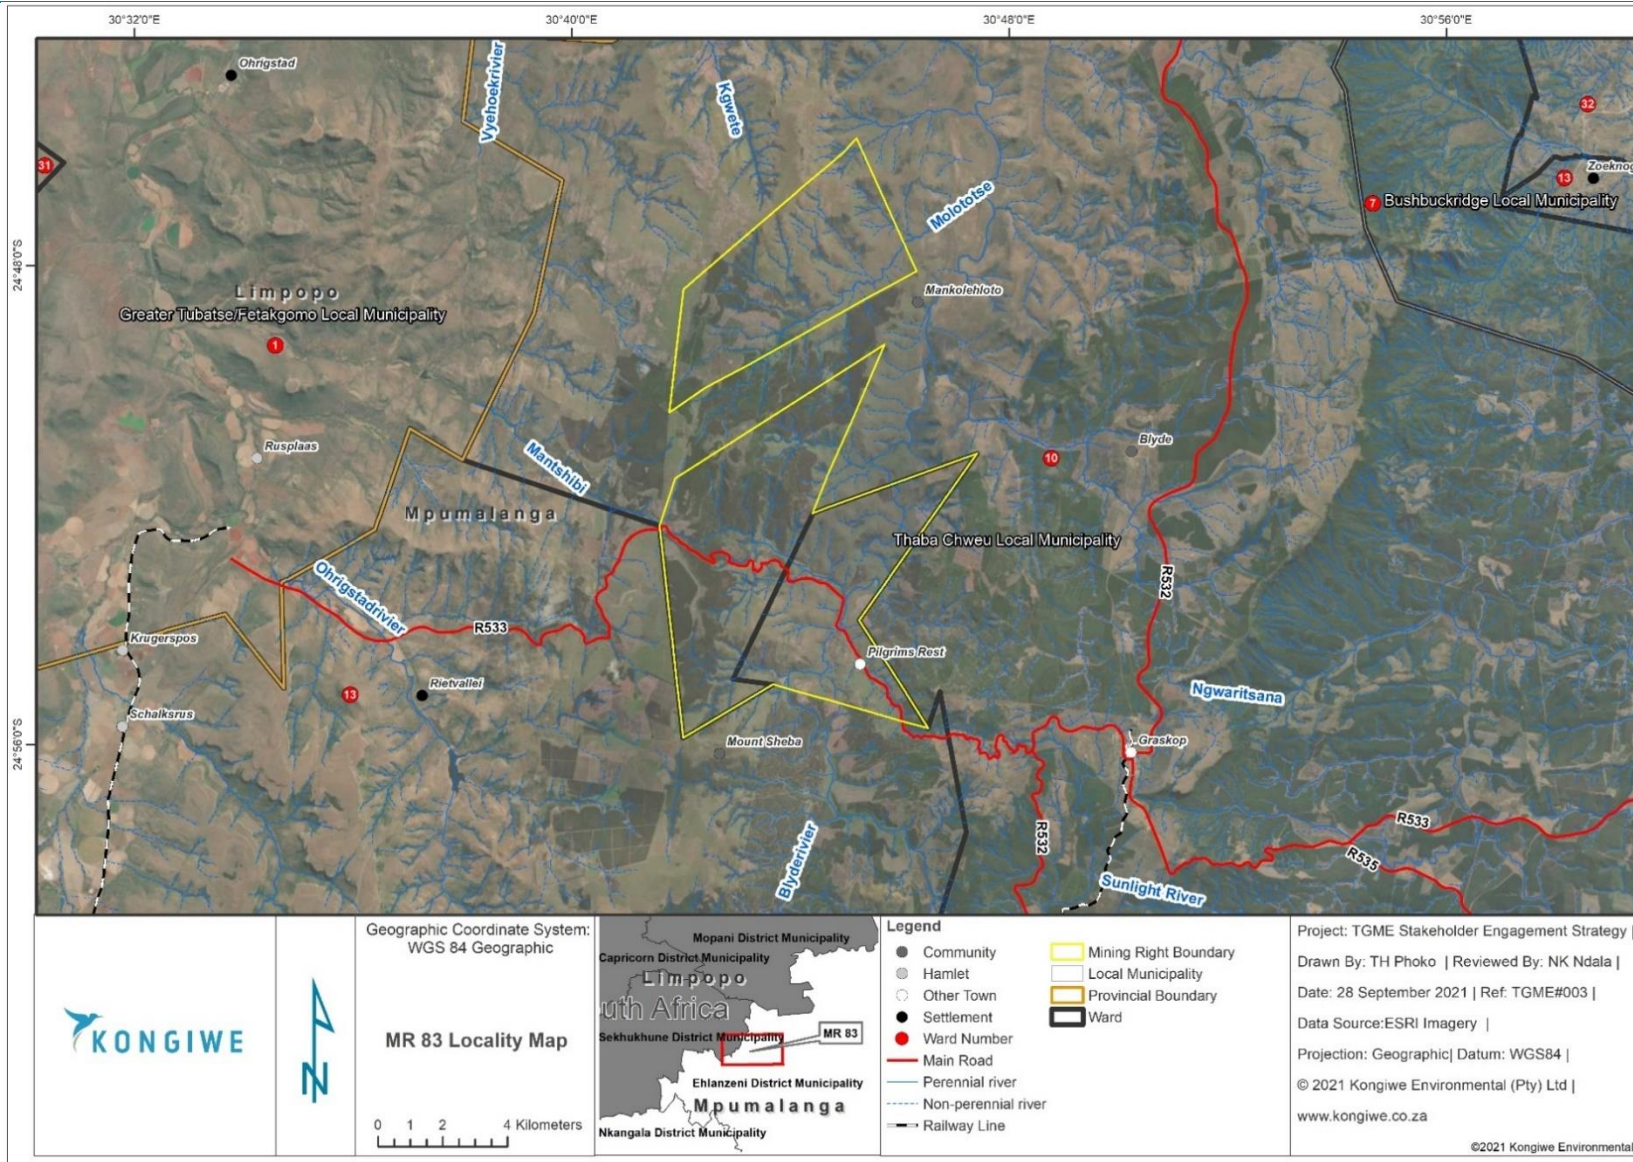 30°32'0"E
30°40'0"E
30°48'0"E
30°56'0"E
24°48'0"S
24°56'0"S
Ohrigstad
Vyehoekrivier
Kgwete
Molototse
32
31
13
Zoeknog
7
Bushbuckridge Local Municipality
Limpopo
Greater Tubatse/Fetakgomo Local Municipality
1
Mankolehloto
Rusplaas
Mantshibi
10
Blyde
Mpumalanga
Thaba Chweu Local Municipality
R532
Ohrigstadrivier
R533
Krugerspos
Pilgrims Rest
13
Rietvallei
Ngwaritsana
Schalksrus
Mount Sheba
Graskop
Blyderivier
R532
R533
R535
Sunlight River
KONGIWE
N
Geographic Coordinate System:
WGS 84 Geographic
MR 83 Locality Map
0 1 2 4 Kilometers
Mopani District Municipality
Capricorn District Municipality
Limpopo
uth Africa
Sekhukhune District Municipality
MR 83
Ehlanzeni District Municipality
Mpumalanga
Nkangala District Municipality
Legend
Community
Hamlet
Other Town
Settlement
Ward Number
Main Road
Perennial river
Non-perennial river
Railway Line
Mining Right Boundary
Local Municipality
Provincial Boundary
Ward
Project: TGME Stakeholder Engagement Strategy |
Drawn By: TH Phoko | Reviewed By: NK Ndala |
Date: 28 September 2021 | Ref: TGME#003 |
Data Source:ESRI Imagery |
Projection: Geographic| Datum: WGS84 |
© 2021 Kongiwe Environmental (Pty) Ltd |
www.kongiwe.co.za
©2021 Kongiwe Environmental